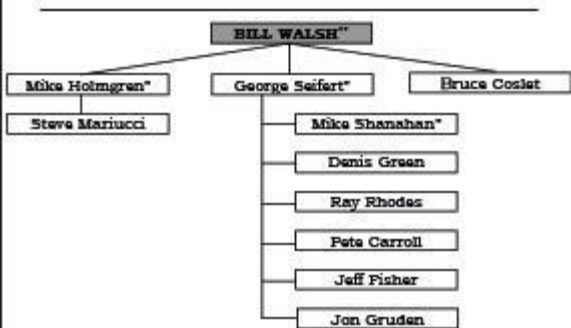 BILL WALSH**
Mike Holmgren*
George Seifert*
Bruce Coslet
Steve Mariucci
Mike Shanahan*
Denis Green
Ray Rhodes
Pete Carroll
Jeff Fisher
Jon Gruden